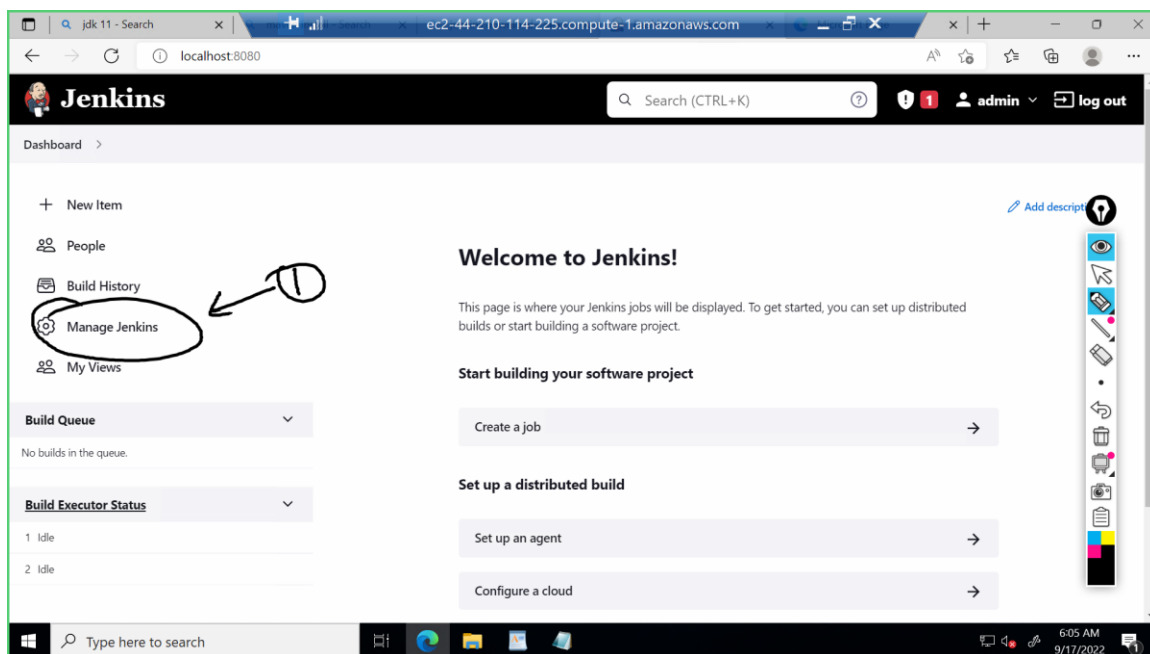 jdk 11 - Search
ec2-44-210-114-225.compute-1.amazonaws.com
localhost:8080
Jenkins
Search (CTRL+K)
1
admin
log out
Dashboard
New Item
Add descripti
People
Welcome to Jenkins!
Build History
1
This page is where your Jenkins jobs will be displayed. To get started, you can set up distributed
builds or start building a software project.
Manage Jenkins
My Views
Start building your software project
Build Queue
Create a job
No builds in the queue.
Set up a distributed build
Build Executor Status
1 Idle
Set up an agent
2 Idle
Configure a cloud
Type here to search
6:05 AM
9/17/2022
1